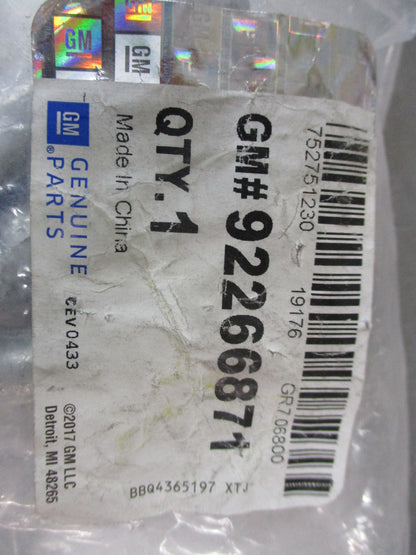 GM
GM
752751230
19176
GR706800
GM# 92266871
QTY. 1
Made In China
GM
GENUINE
PARTS
CEV0433
©2017 GM LLC
Detroit, MI 48265
BBQ4365197 XTJ